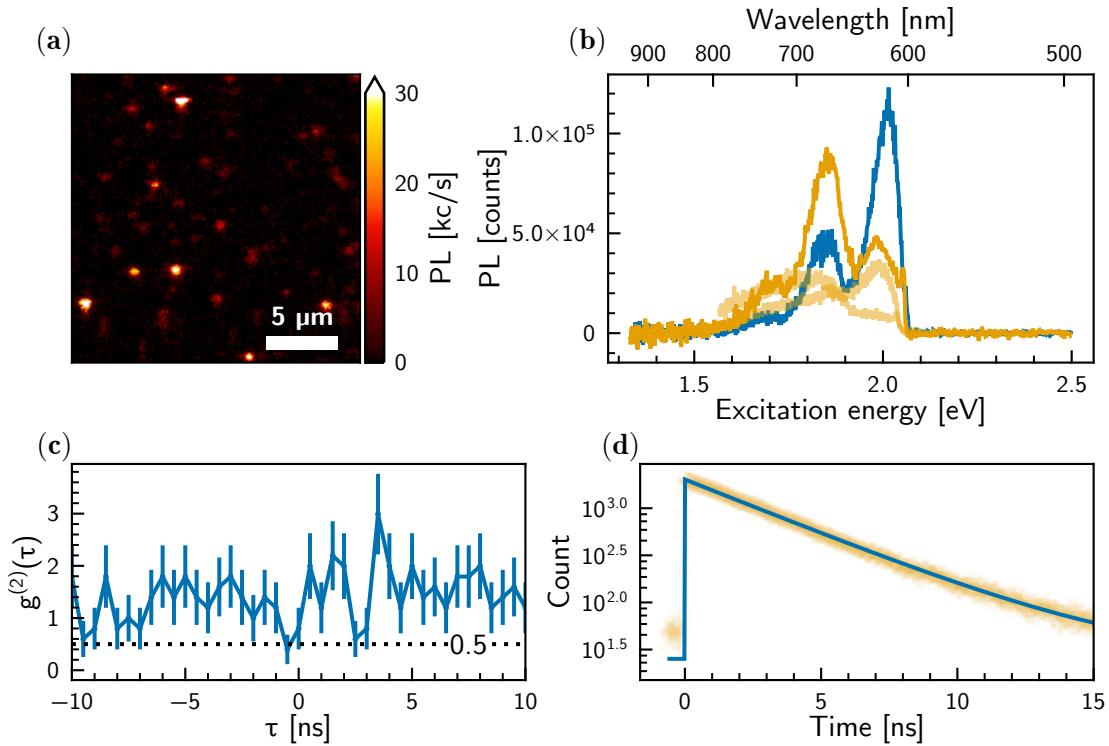 (a)
30
20
10
0
PL [kc/s]
5 µm
(b)
Wavelength [nm]
900 800 700 600 500
1.0×10⁵
5.0×10⁴
0
PL [counts]
1.5 2.0 2.5
Excitation energy [eV]
(c)
3
2
1
0
g⁽²⁾(τ)
0.5
−10 −5 0 5 10
τ [ns]
(d)
10³·⁰
10²·⁵
10²·⁰
10¹·⁵
Count
0 5 10 15
Time [ns]